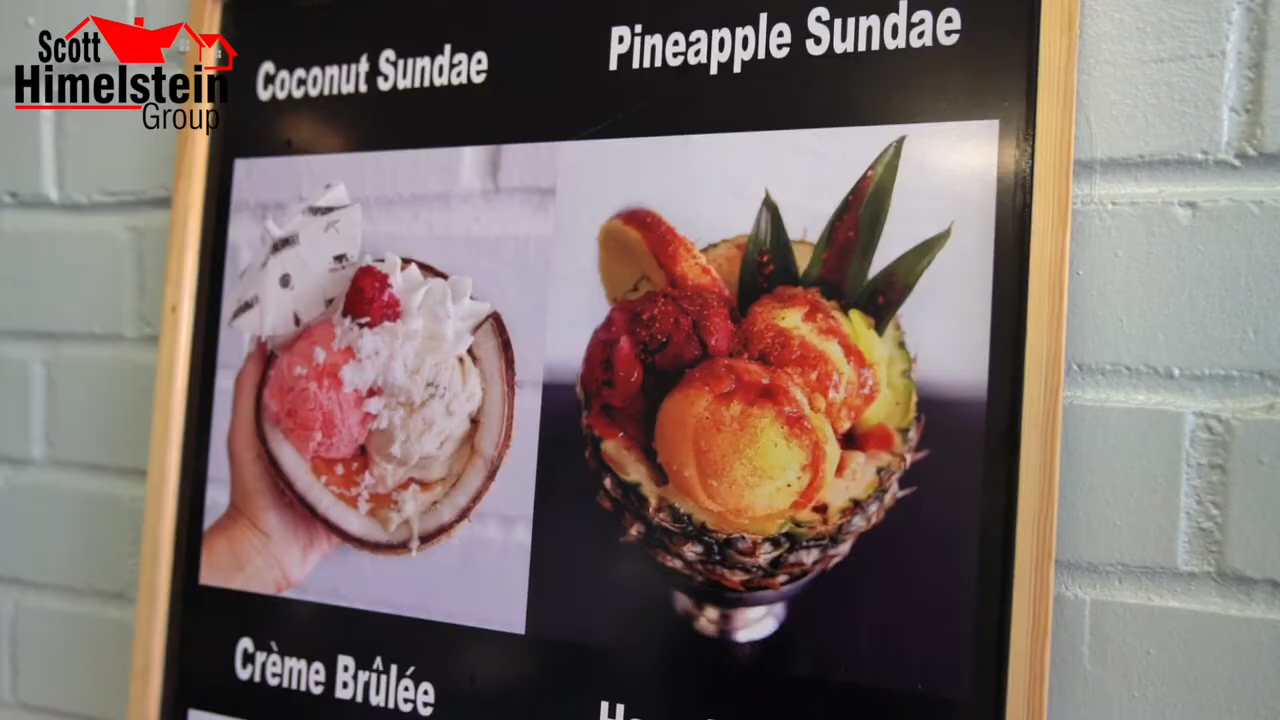 Scott
Himelstein
Group
Coconut Sundae
Pineapple Sundae
Crème Brûlée